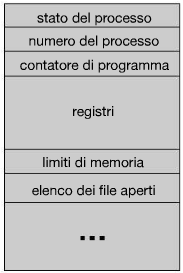 stato del processo
numero del processo
contatore di programma
registri
limiti di memoria
elenco dei file aperti
...